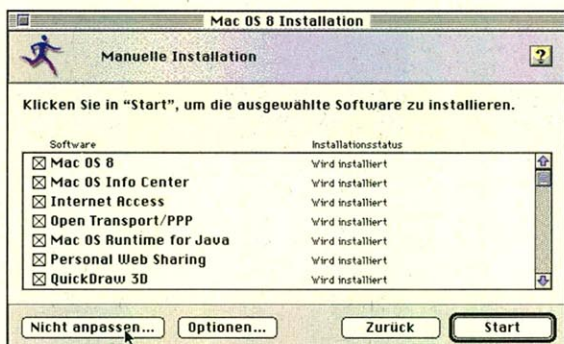 Mac OS 8 Installation
Manuelle Installation
?
Klicken Sie in “Start”, um die ausgewählte Software zu installieren.
Software Installationsstatus
Mac OS 8 Wird installiert
Mac OS Info Center Wird installiert
Internet Access Wird installiert
Open Transport/PPP Wird installiert
Mac OS Runtime for Java Wird installiert
Personal Web Sharing Wird installiert
QuickDraw 3D Wird installiert
Nicht anpassen... Optionen... Zurück Start